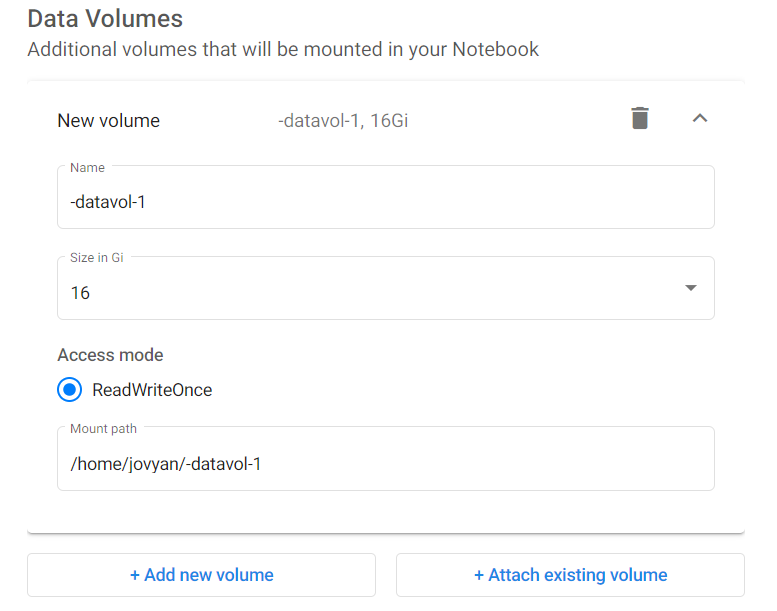 Data Volumes
Additional volumes that will be mounted in your Notebook
New volume -datavol-1, 16Gi
Name
-datavol-1
Size in Gi
16
Access mode
ReadWriteOnce
Mount path
/home/jovyan/-datavol-1
+ Add new volume + Attach existing volume